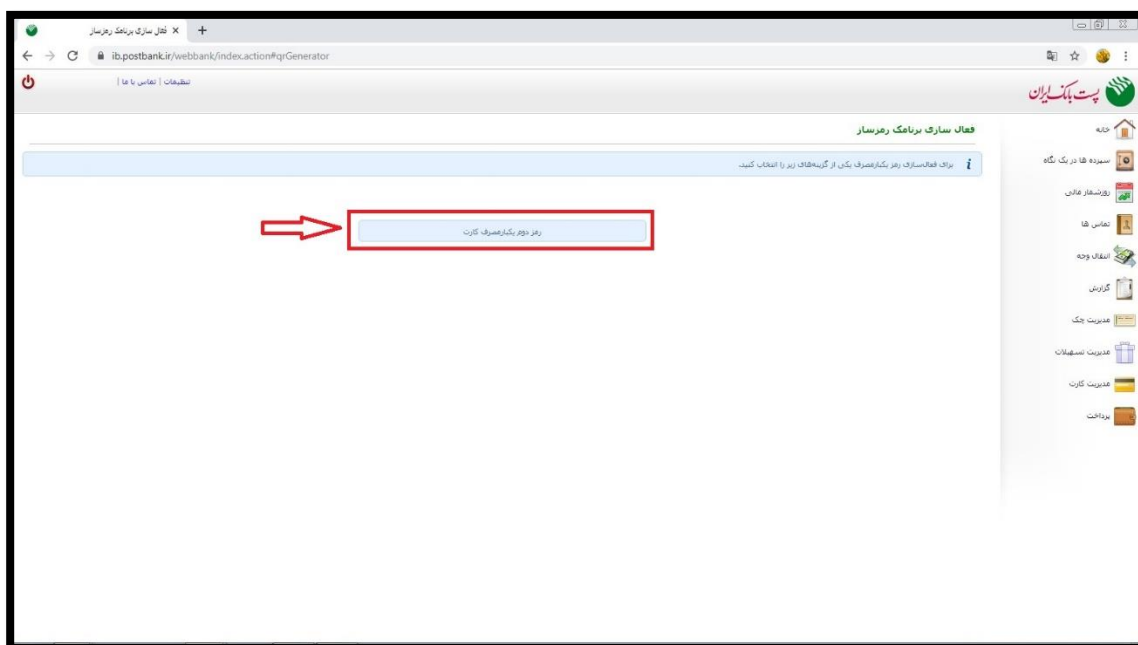 فعال سازی برنامک رمزساز
ib.postbank.ir/webbank/index.action#qrGenerator
تنظیمات | تماس با ما |
پست بانک ایران
فعال سازی برنامک رمزساز
برای فعالسازی رمز یکبارمصرف یکی از گزینه‌های زیر را انتخاب کنید.
رمز دوم یکبارمصرف کارت
خانه
سپرده ها در یک نگاه
روزشمار مالی
تماس ها
انتقال وجه
گزارش
مدیریت چک
مدیریت تسهیلات
مدیریت کارت
پرداخت